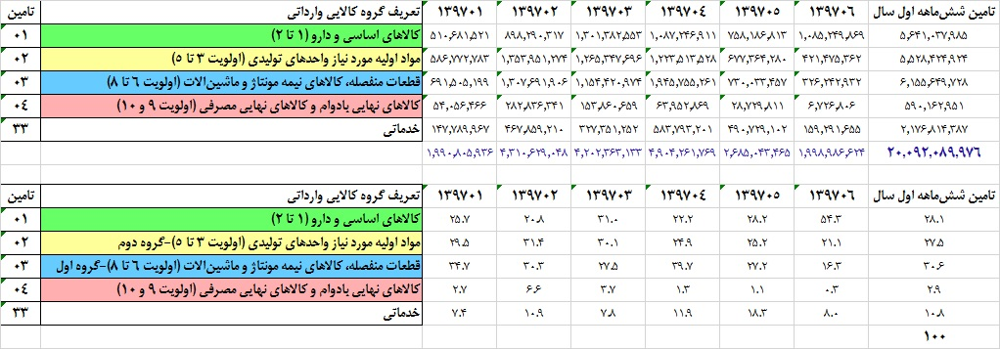 تامین تعریف گروه کالایی وارداتی ۱۳۹۷۰۱ ۱۳۹۷۰۲ ۱۳۹۷۰۳ ۱۳۹۷۰۴ ۱۳۹۷۰۵ ۱۳۹۷۰۶ تامین شش‌ماهه اول سال
۰۱ کالاهای اساسی و دارو (۱ تا ۲) ۵۱۰,۶۸۱,۵۲۱ ۸۹۸,۲۹۰,۳۱۷ ۱,۳۰۱,۳۸۲,۵۵۳ ۱,۰۸۷,۲۴۶,۹۱۱ ۷۵۸,۱۸۶,۸۱۳ ۱,۰۸۵,۲۴۹,۸۶۹ ۵,۶۴۱,۰۳۷,۹۸۵
۰۲ مواد اولیه مورد نیاز واحدهای تولیدی (اولویت ۳ تا ۵) ۵۸۶,۷۷۲,۷۸۳ ۱,۳۵۳,۹۵۱,۲۷۴ ۱,۲۶۵,۳۴۷,۶۹۶ ۱,۲۲۳,۵۱۳,۵۲۸ ۶۷۷,۳۶۴,۲۸۰ ۴۲۱,۴۷۵,۳۶۲ ۵,۵۲۸,۴۲۴,۹۲۴
۰۳ قطعات منفصله، کالاهای نیمه مونتاژ و ماشین‌آلات (اولویت ۶ تا ۸) ۶۹۱,۵۰۵,۱۹۹ ۱,۳۰۷,۶۹۱,۹۰۶ ۱,۱۵۴,۴۲۰,۹۷۴ ۱,۹۴۵,۷۵۵,۲۶۱ ۷۳۰,۰۳۳,۴۵۷ ۳۲۶,۲۴۲,۹۳۲ ۶,۱۵۵,۶۴۹,۷۲۸
۰۴ کالاهای نهایی بادوام و کالاهای نهایی مصرفی (اولویت ۹ و ۱۰) ۵۴,۰۵۶,۴۶۶ ۲۸۲,۸۳۶,۳۴۱ ۱۵۳,۸۶۰,۶۵۹ ۶۳,۹۵۲,۸۶۹ ۲۸,۷۲۹,۸۱۱ ۶,۷۲۶,۸۰۶ ۵۹۰,۱۶۲,۹۵۱
۳۳ خدماتی ۱۴۷,۷۸۹,۹۶۷ ۴۶۷,۸۵۹,۲۱۰ ۳۲۷,۳۵۱,۲۵۲ ۵۸۳,۷۹۳,۲۰۱ ۴۹۰,۷۲۹,۱۰۲ ۱۵۹,۲۹۱,۶۵۵ ۲,۱۷۶,۸۱۴,۳۸۷
۱,۹۹۰,۸۰۵,۹۳۶ ۴,۳۱۰,۶۲۹,۰۴۸ ۴,۲۰۲,۳۶۳,۱۳۳ ۴,۹۰۴,۲۶۱,۷۶۹ ۲,۶۸۵,۰۴۳,۴۶۵ ۱,۹۹۸,۹۸۶,۶۲۴ ۲۰,۰۹۲,۰۸۹,۹۷۶
تامین تعریف گروه کالایی وارداتی ۱۳۹۷۰۱ ۱۳۹۷۰۲ ۱۳۹۷۰۳ ۱۳۹۷۰۴ ۱۳۹۷۰۵ ۱۳۹۷۰۶ تامین شش‌ماهه اول سال
۰۱ کالاهای اساسی و دارو (۱ تا ۲) ۲۵.۷ ۲۰.۸ ۳۱.۰ ۲۲.۲ ۲۸.۲ ۵۴.۳ ۲۸.۱
۰۲ مواد اولیه مورد نیاز واحدهای تولیدی (اولویت ۳ تا ۵)-گروه دوم ۲۹.۵ ۳۱.۴ ۳۰.۱ ۲۴.۹ ۲۵.۲ ۲۱.۱ ۲۷.۵
۰۳ قطعات منفصله، کالاهای نیمه مونتاژ و ماشین‌آلات (اولویت ۶ تا ۸)-گروه اول ۳۴.۷ ۳۰.۳ ۲۷.۵ ۳۹.۷ ۲۷.۲ ۱۶.۳ ۳۰.۶
۰۴ کالاهای نهایی بادوام و کالاهای نهایی مصرفی (اولویت ۹ و ۱۰) ۲.۷ ۶.۶ ۳.۷ ۱.۳ ۱.۱ ۰.۳ ۲.۹
۳۳ خدماتی ۷.۴ ۱۰.۹ ۷.۸ ۱۱.۹ ۱۸.۳ ۸.۰ ۱۰.۸
۱۰۰